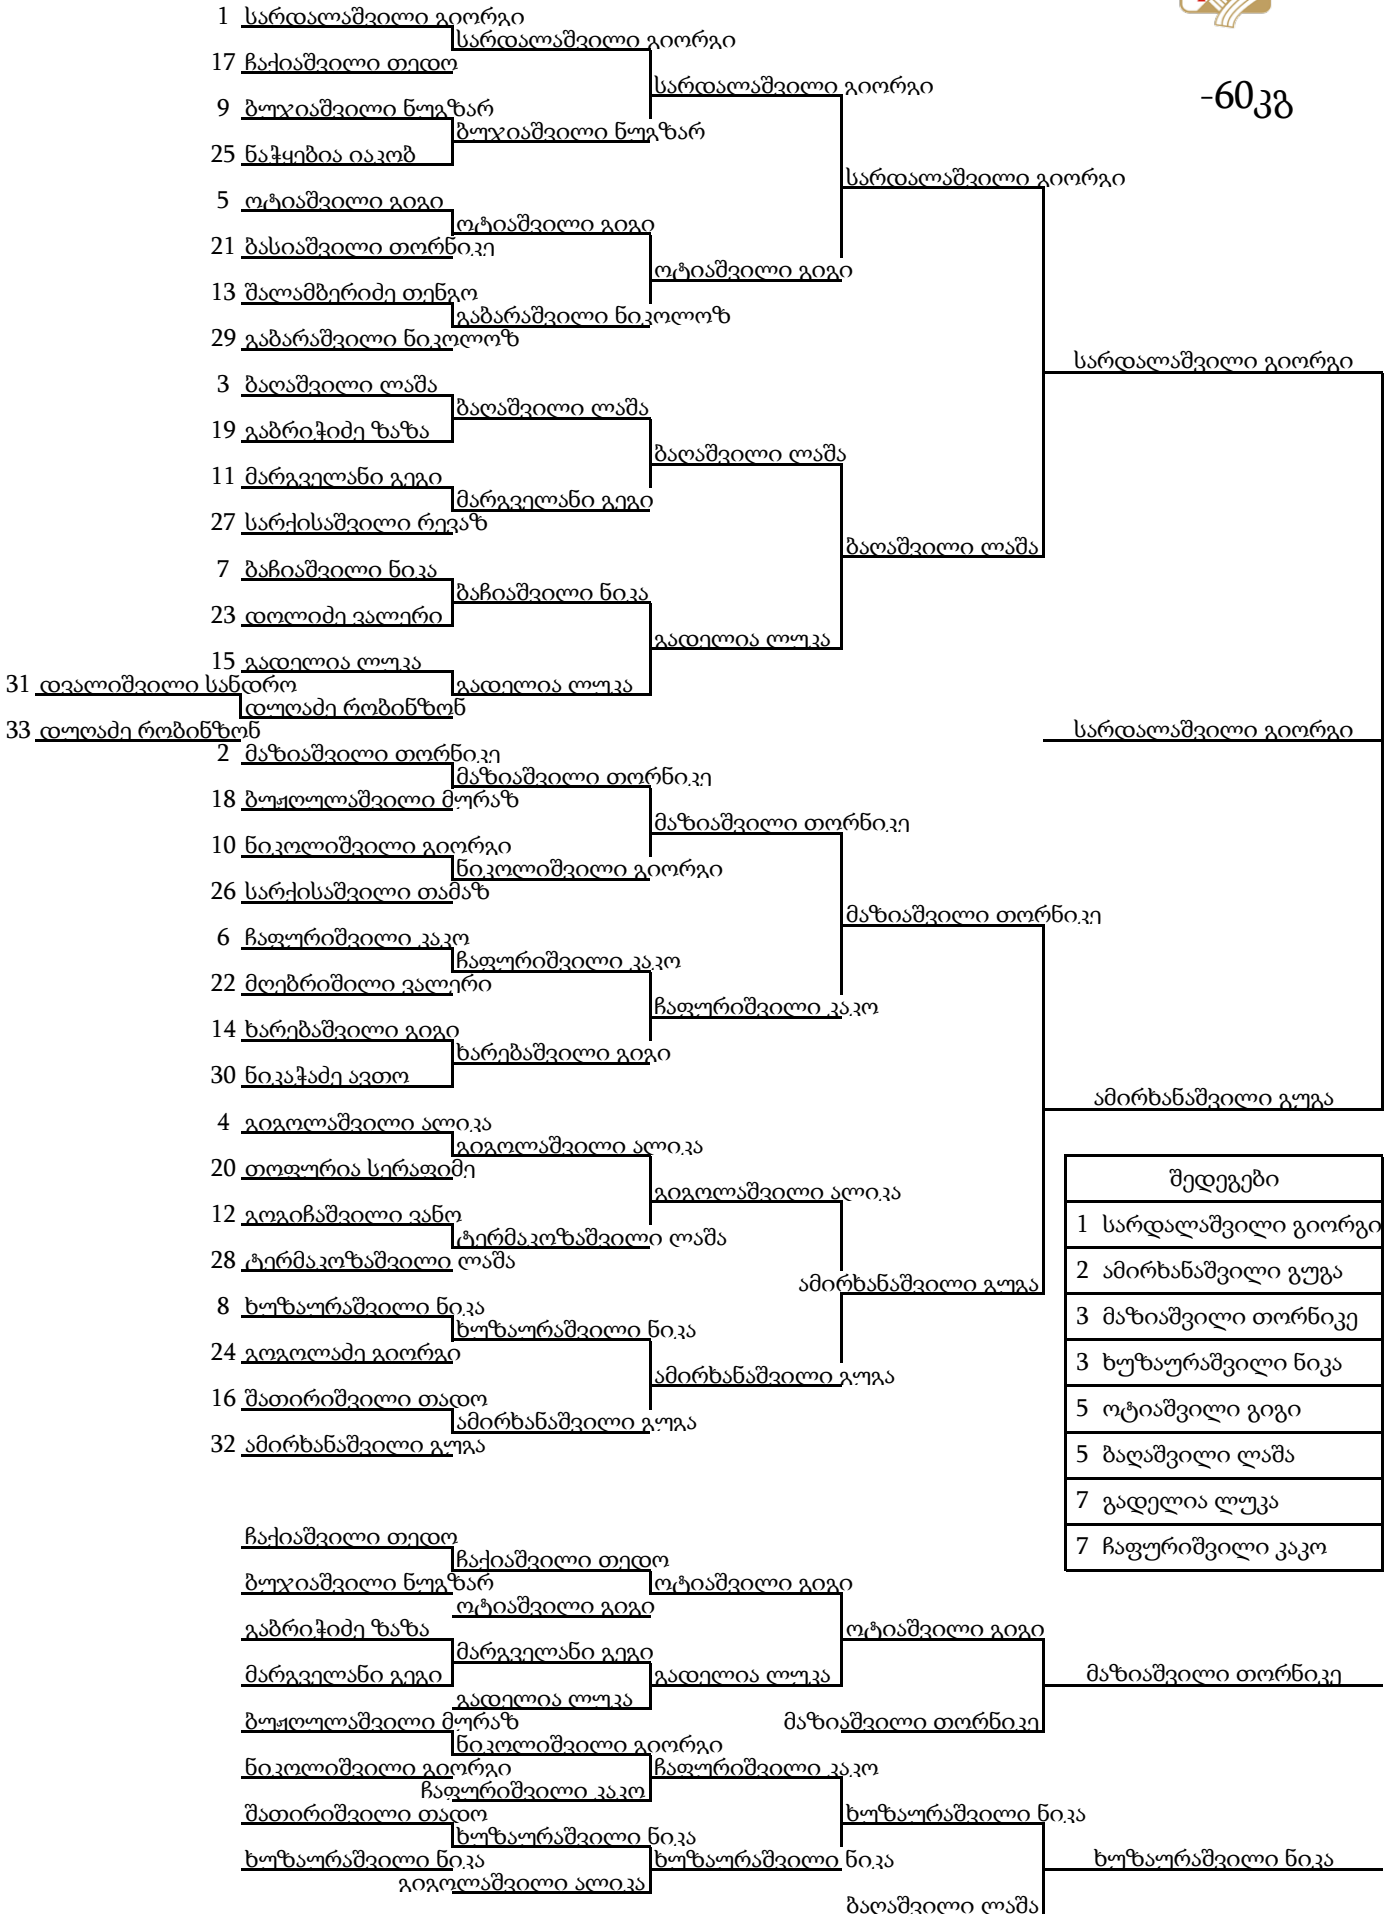 1 სარდალაშვილი გიორგი
სარდალაშვილი გიორგი
17 ჩაქიაშვილი თედო
სარდალაშვილი გიორგი
-60კგ
9 ბუჯიაშვილი ნუგზარ
ბუჯიაშვილი ნუგზარ
25 ნაჭყებია იაკობ
სარდალაშვილი გიორგი
5 ოტიაშვილი გიგი
ოტიაშვილი გიგი
21 ბასიაშვილი თორნიკე
ოტიაშვილი გიგი
13 შალამბერიძე თენგო
გაბარაშვილი ნიკოლოზ
29 გაბარაშვილი ნიკოლოზ
სარდალაშვილი გიორგი
3 ბაღაშვილი ლაშა
ბაღაშვილი ლაშა
19 გაბრიჭიძე ზაზა
ბაღაშვილი ლაშა
11 მარგველანი გეგი
მარგველანი გეგი
27 სარქისაშვილი რევაზ
ბაღაშვილი ლაშა
7 ბაჩიაშვილი ნიკა
ბაჩიაშვილი ნიკა
23 დოლიძე ვალერი
გადელია ლუკა
15 გადელია ლუკა
31 დვალიშვილი სანდრო
გადელია ლუკა
დუღაძე რობინზონ
33 დუღაძე რობინზონ
სარდალაშვილი გიორგი
2 მაზიაშვილი თორნიკე
მაზიაშვილი თორნიკე
18 ბუჟღულაშვილი მურაზ
მაზიაშვილი თორნიკე
10 ნიკოლიშვილი გიორგი
ნიკოლიშვილი გიორგი
26 სარქისაშვილი თამაზ
მაზიაშვილი თორნიკე
6 ჩაფურიშვილი კაკო
ჩაფურიშვილი კაკო
22 მღებრიშილი ვალერი
ჩაფურიშვილი კაკო
14 ხარებაშვილი გიგი
ხარებაშვილი გიგი
30 ნიკაჭაძე ავთო
ამირხანაშვილი გუგა
4 გიგოლაშვილი ალიკა
გიგოლაშვილი ალიკა
20 თოფურია სერაფიმე
გიგოლაშვილი ალიკა
12 გოგიჩაშვილი ვანო
ტერმაკოზაშვილი ლაშა
28 ტერმაკოზაშვილი ლაშა
ამირხანაშვილი გუგა
8 ხუზაურაშვილი ნიკა
ხუზაურაშვილი ნიკა
24 გოგოლაძე გიორგი
ამირხანაშვილი გუგა
16 შათირიშვილი თადო
ამირხანაშვილი გუგა
32 ამირხანაშვილი გუგა
შედეგები
1 სარდალაშვილი გიორგი
2 ამირხანაშვილი გუგა
3 მაზიაშვილი თორნიკე
3 ხუზაურაშვილი ნიკა
5 ოტიაშვილი გიგი
5 ბაღაშვილი ლაშა
7 გადელია ლუკა
7 ჩაფურიშვილი კაკო
ჩაქიაშვილი თედო
ჩაქიაშვილი თედო
ბუჯიაშვილი ნუგზარ
ოტიაშვილი გიგი
ოტიაშვილი გიგი
გაბრიჭიძე ზაზა
ოტიაშვილი გიგი
მარგველანი გეგი
მარგველანი გეგი
გადელია ლუკა
მაზიაშვილი თორნიკე
გადელია ლუკა
ბუჟღულაშვილი მურაზ
მაზიაშვილი თორნიკე
ნიკოლიშვილი გიორგი
ნიკოლიშვილი გიორგი
ჩაფურიშვილი კაკო
ჩაფურიშვილი კაკო
შათირიშვილი თადო
ხუზაურაშვილი ნიკა
ხუზაურაშვილი ნიკა
ხუზაურაშვილი ნიკა
ხუზაურაშვილი ნიკა
ხუზაურაშვილი ნიკა
გიგოლაშვილი ალიკა
ბაღაშვილი ლაშა